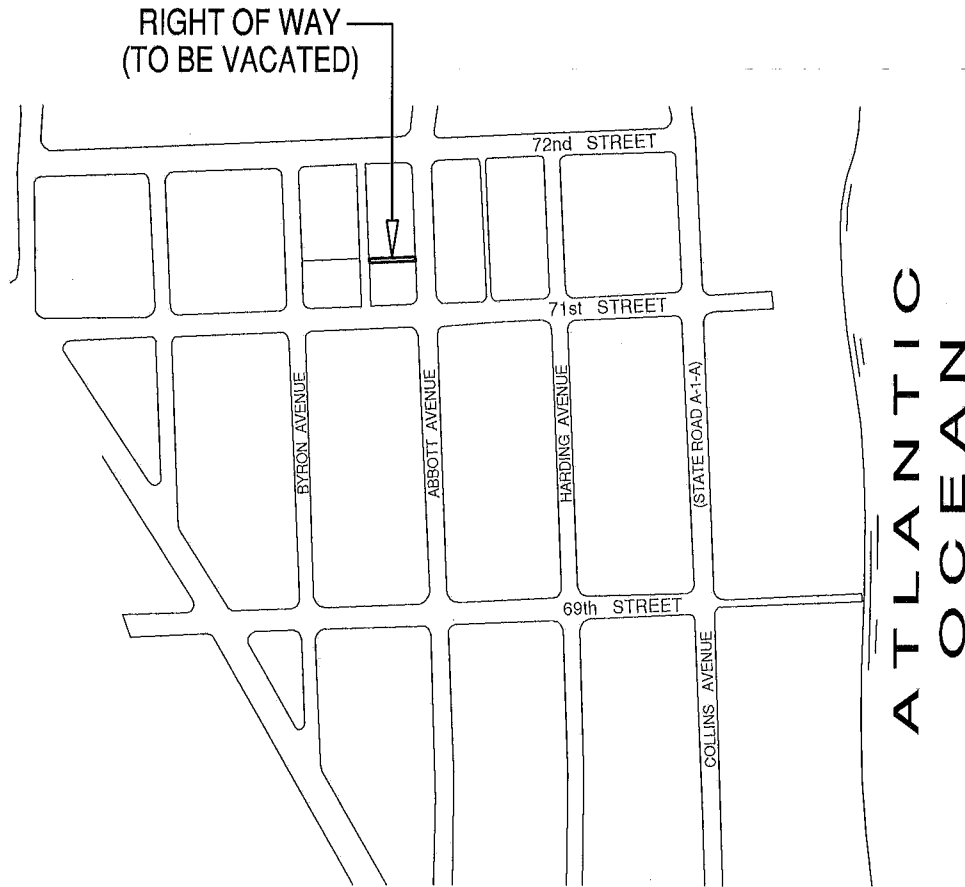 RIGHT OF WAY
(TO BE VACATED)
72nd STREET
71st STREET
BYRON AVENUE
ABBOTT AVENUE
HARDING AVENUE
(STATE ROAD A-1-A)
69th STREET
COLLINS AVENUE
ATLANTIC
OCEAN